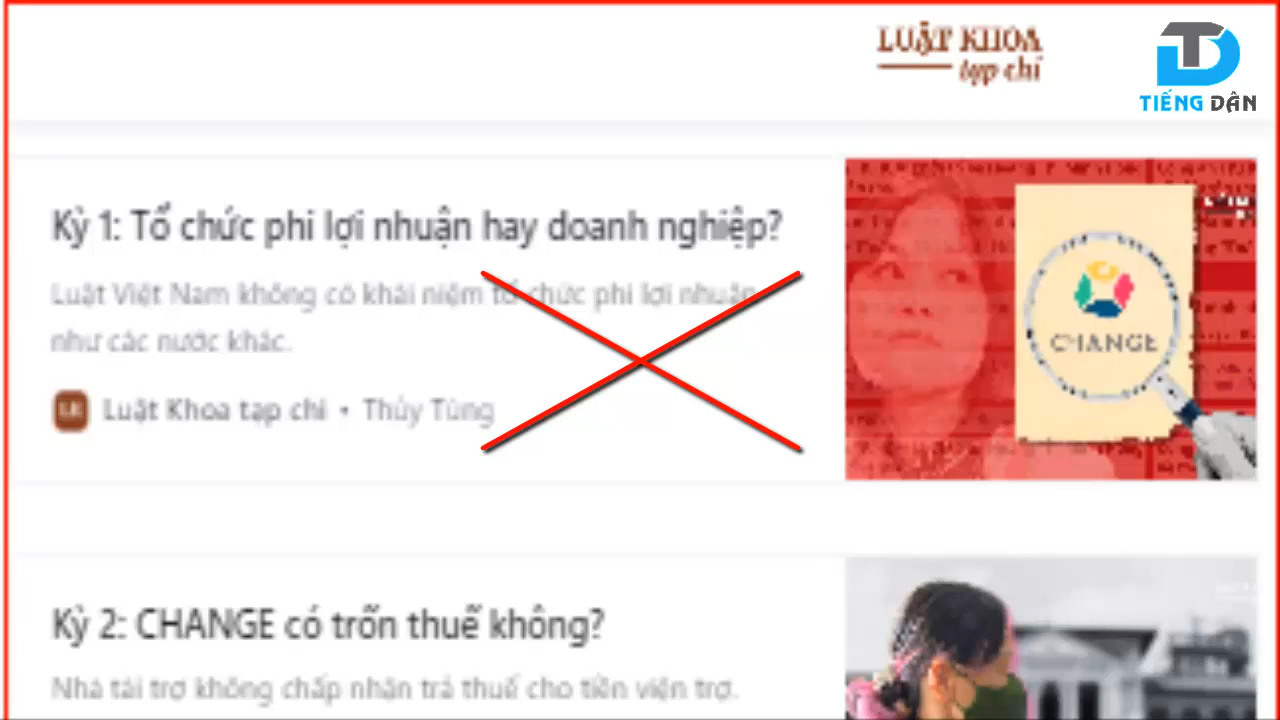 LUẬT KHOA
tạp chí
TIẾNG DÂN
Kỳ 1: Tổ chức phi lợi nhuận hay doanh nghiệp?
Luật Việt Nam không có khái niệm tổ chức phi lợi nhuận
như các nước khác.
LK
Luật Khoa tạp chí • Thúy Tùng
CHANGE
Kỳ 2: CHANGE có trốn thuế không?
Nhà tài trợ không chấp nhận trả thuế cho tiền viện trợ.